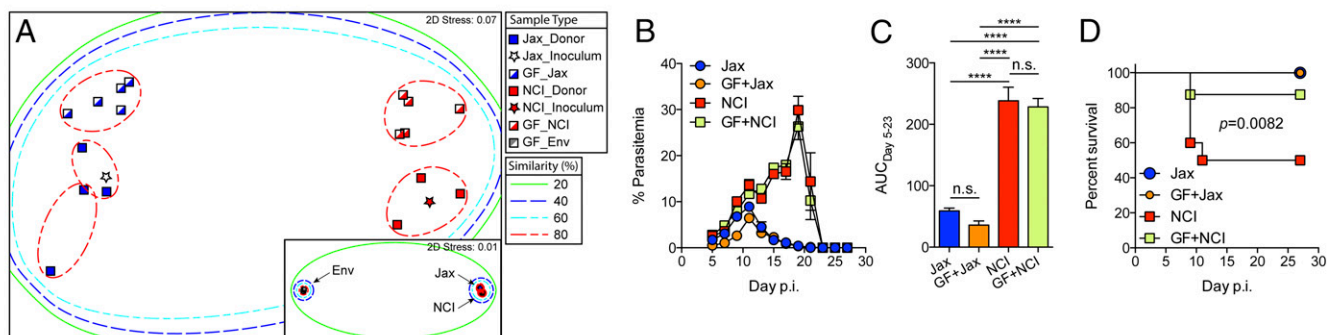 A
2D Stress: 0.07
Sample Type
Jax_Donor
Jax_Inoculum
GF_Jax
NCI_Donor
NCI_Inoculum
GF_NCI
GF_Env
Similarity (%)
20
40
60
80
2D Stress: 0.01
Env
Jax
NCI
B
Jax
GF+Jax
NCI
GF+NCI
% Parasitemia
40
30
20
10
0
0 5 10 15 20 25 30
Day p.i.
C
****
****
****
****
n.s.
n.s.
AUC Day 5-23
300
200
100
0
Jax
GF+Jax
NCI
GF+NCI
D
Percent survival
100
80
60
40
20
0
p=0.0082
Jax
GF+Jax
NCI
GF+NCI
0 5 10 15 20 25 30
Day p.i.